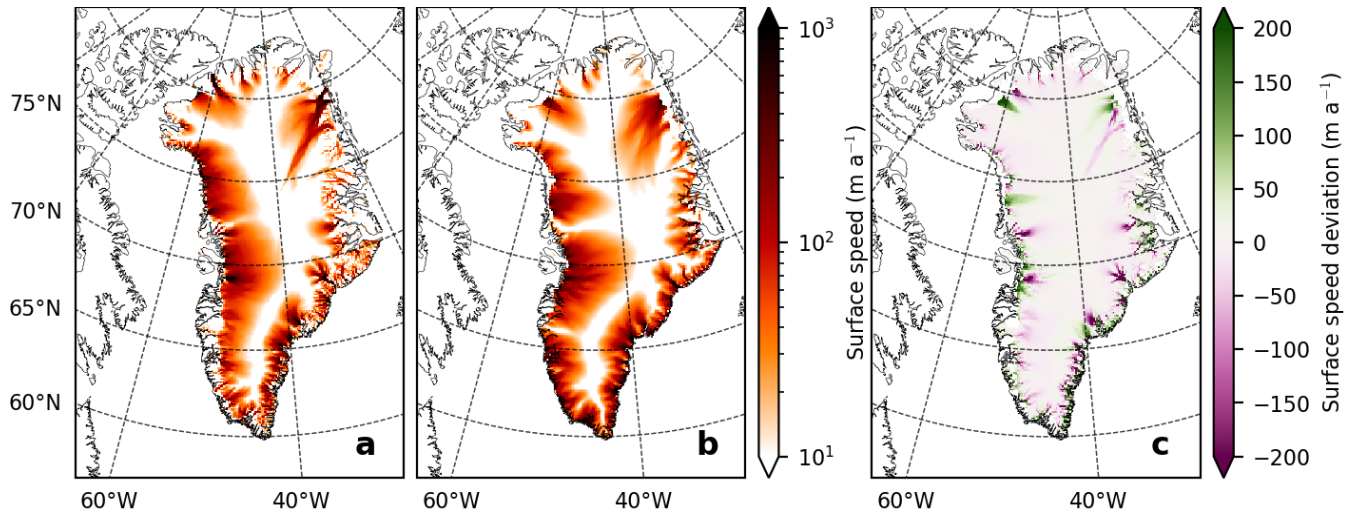 75°N
70°N
65°N
60°N
60°W
40°W
a
60°W
40°W
b
10³
10²
10¹
Surface speed (m a⁻¹)
60°W
40°W
c
200
150
100
50
0
−50
−100
−150
−200
Surface speed deviation (m a⁻¹)